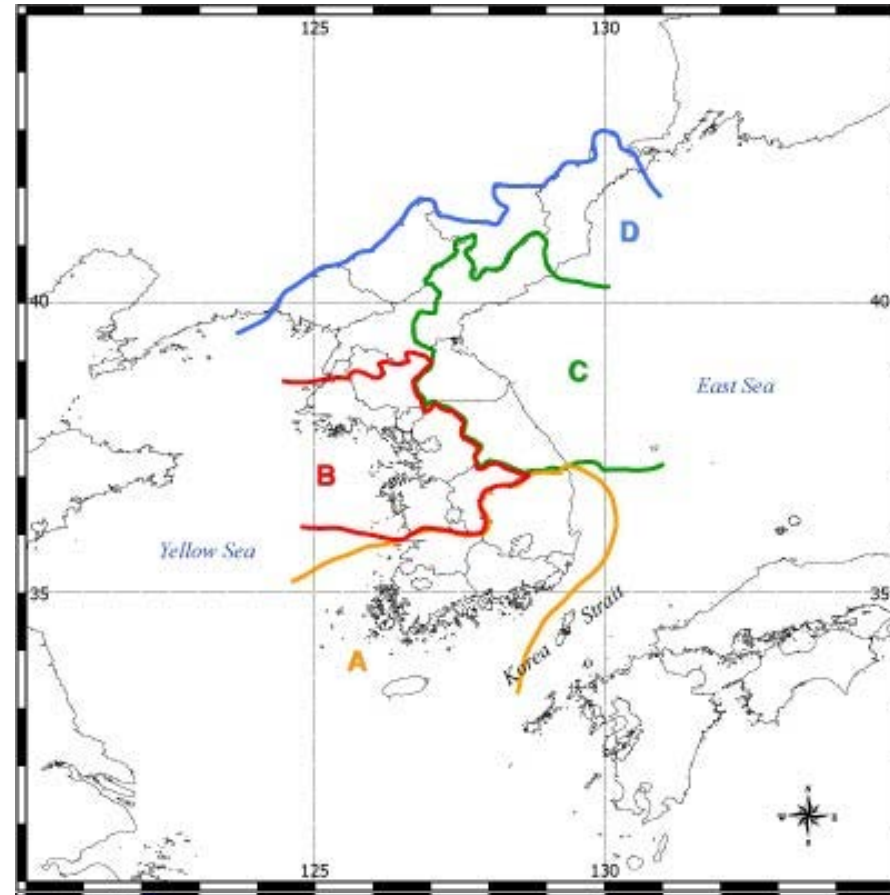 125 130
D
40 40
C
East Sea
B
Yellow Sea
35 35
Korea Strait
A
N
W E
S
125 130